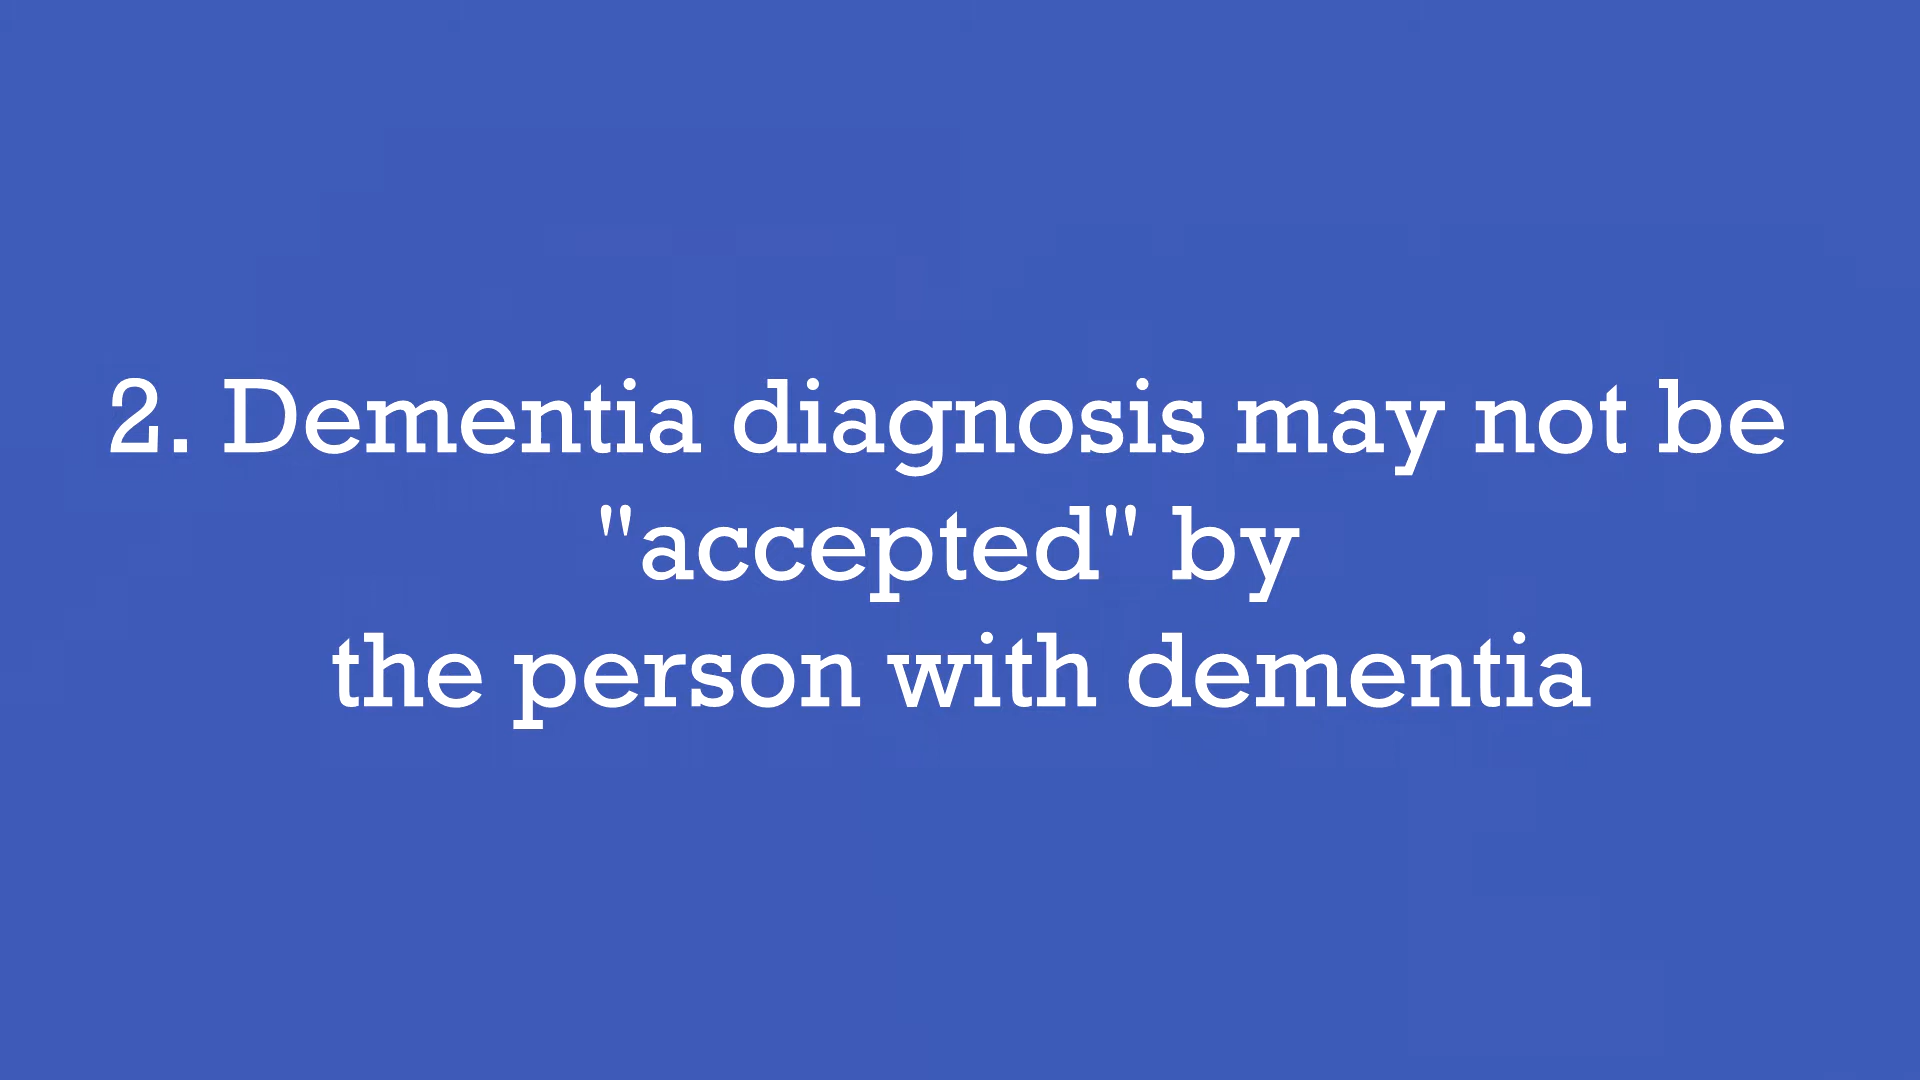 2. Dementia diagnosis may not be
"accepted" by
the person with dementia